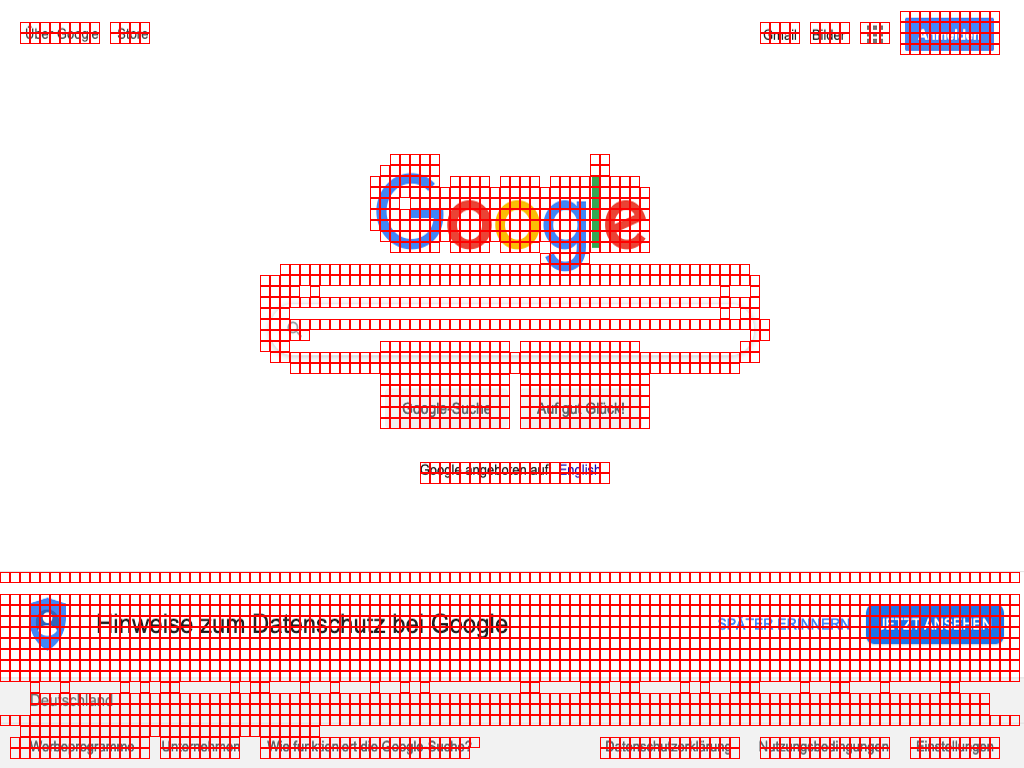 Über Google Store Gmail Bilder Anmelden
Google
Google-Suche Auf gut Glück!
Google angeboten auf: English
Hinweise zum Datenschutz bei Google SPÄTER ERINNERN JETZT ANSEHEN
Deutschland
Werbeprogramme Unternehmen Wie funktioniert die Google Suche? Datenschutzerklärung Nutzungsbedingungen Einstellungen